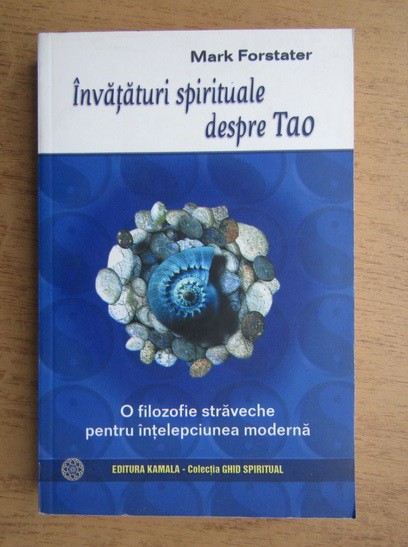 Mark Forstater
Învățături spirituale
despre Tao
O filozofie străveche
pentru înțelepciunea modernă
EDITURA KAMALA - Colecția GHID SPIRITUAL